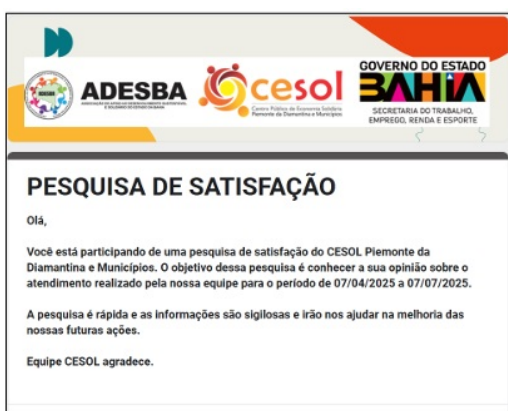 ADESBA
cesol
Centro Público de Economia Solidária
Piemonte da Diamantina e Municípios
GOVERNO DO ESTADO
BAHIA
SECRETARIA DO TRABALHO,
EMPREGO, RENDA E ESPORTE
PESQUISA DE SATISFAÇÃO
Olá,
Você está participando de uma pesquisa de satisfação do CESOL Piemonte da
Diamantina e Municípios. O objetivo dessa pesquisa é conhecer a sua opinião sobre o
atendimento realizado pela nossa equipe para o período de 07/04/2025 a 07/07/2025.
A pesquisa é rápida e as informações são sigilosas e irão nos ajudar na melhoria das
nossas futuras ações.
Equipe CESOL agradece.